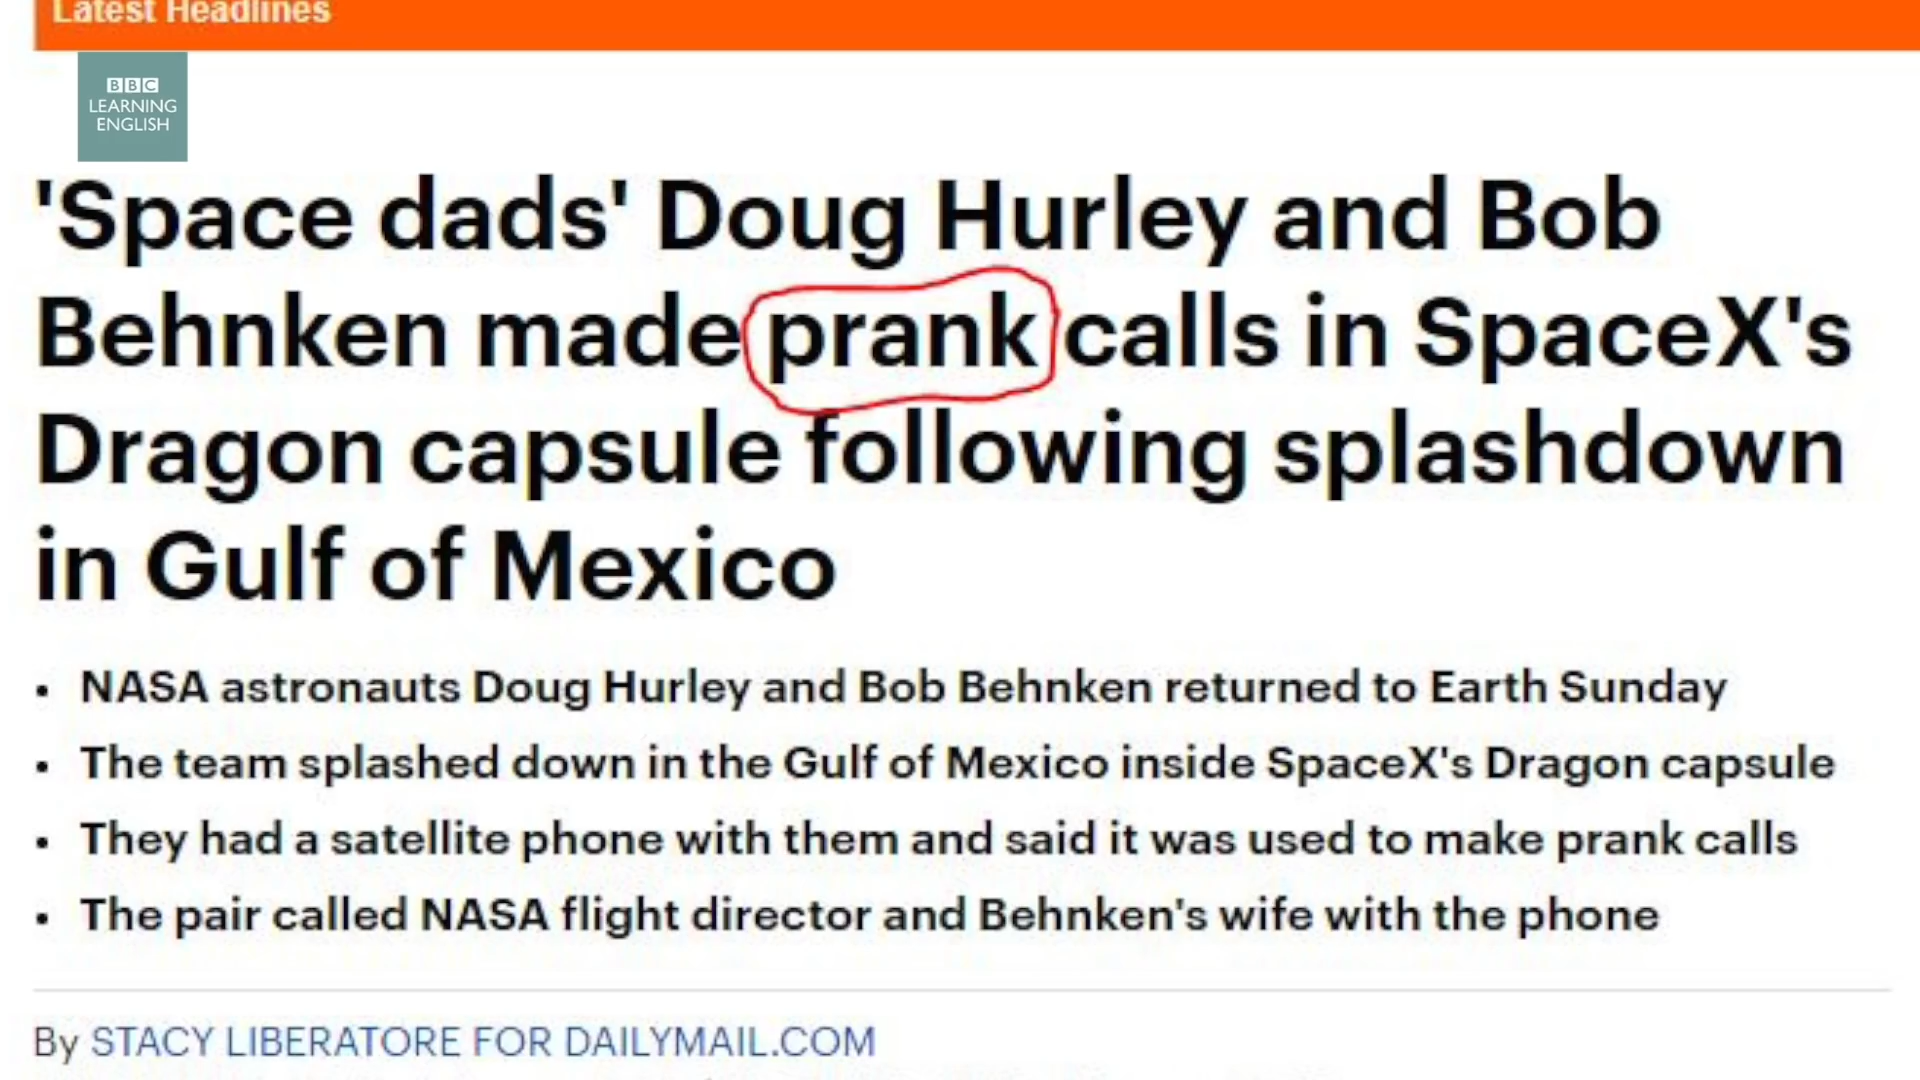 Latest Headlines
BBC
LEARNING
ENGLISH
'Space dads' Doug Hurley and Bob
Behnken made prank calls in SpaceX's
Dragon capsule following splashdown
in Gulf of Mexico
• NASA astronauts Doug Hurley and Bob Behnken returned to Earth Sunday
• The team splashed down in the Gulf of Mexico inside SpaceX's Dragon capsule
• They had a satellite phone with them and said it was used to make prank calls
• The pair called NASA flight director and Behnken's wife with the phone
By STACY LIBERATORE FOR DAILYMAIL.COM